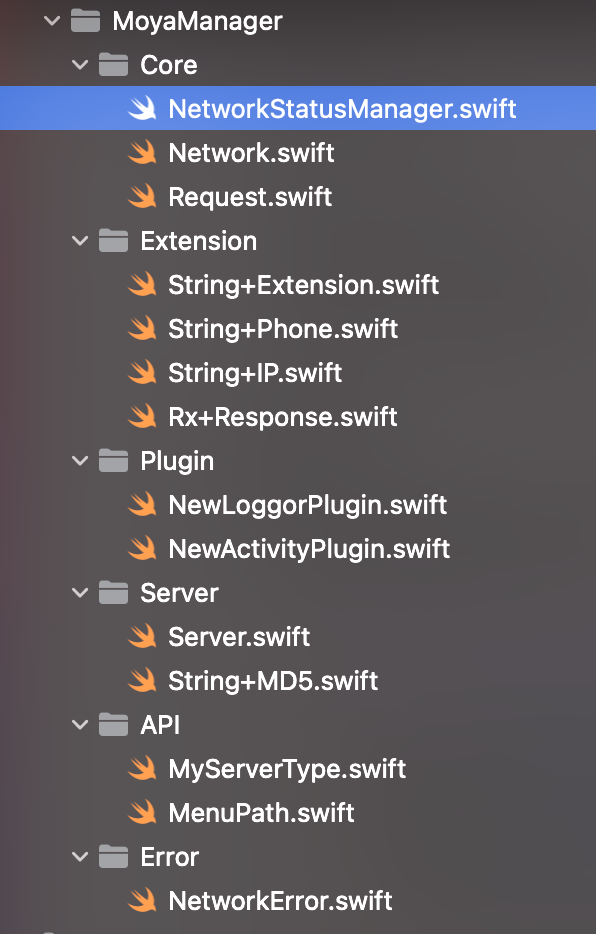 MoyaManager
Core
NetworkStatusManager.swift
Network.swift
Request.swift
Extension
String+Extension.swift
String+Phone.swift
String+IP.swift
Rx+Response.swift
Plugin
NewLoggorPlugin.swift
NewActivityPlugin.swift
Server
Server.swift
String+MD5.swift
API
MyServerType.swift
MenuPath.swift
Error
NetworkError.swift